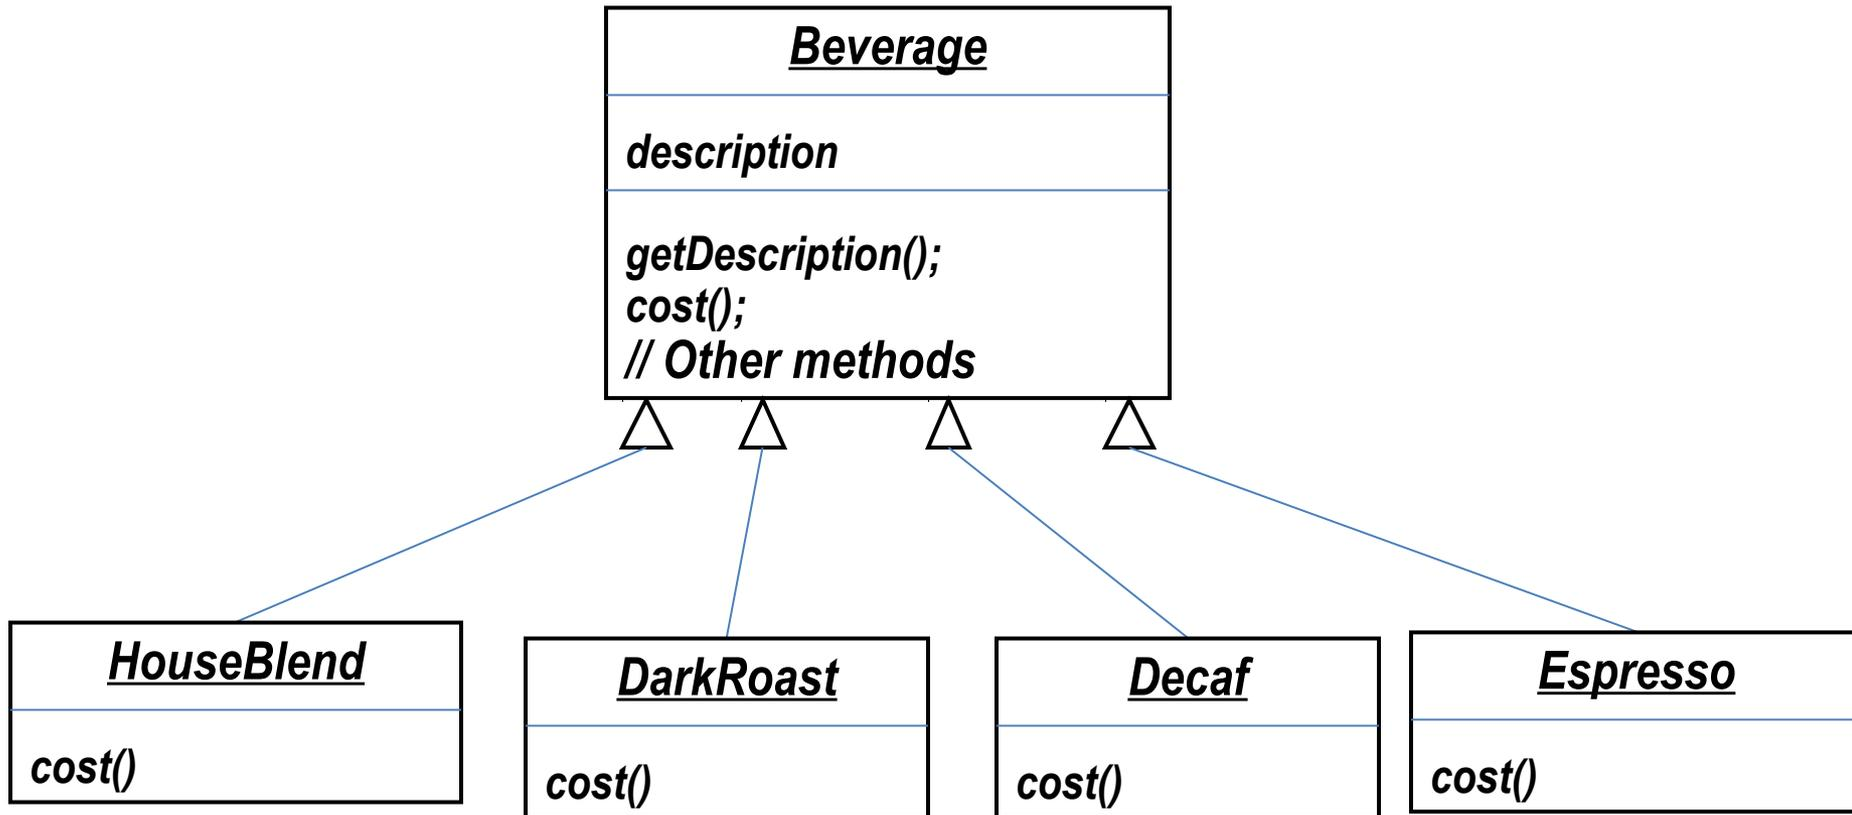 Beverage
description
getDescription();
cost();
// Other methods
HouseBlend
cost()
DarkRoast
cost()
Decaf
cost()
Espresso
cost()